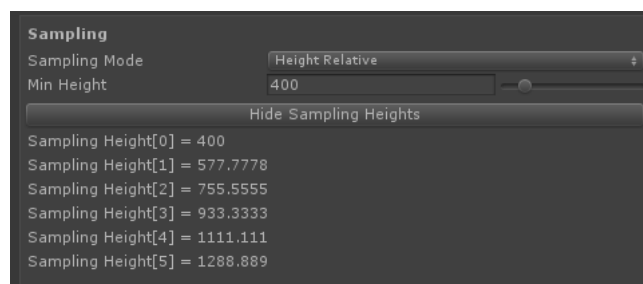 Sampling
Sampling Mode Height Relative
Min Height 400
Hide Sampling Heights
Sampling Height[0] = 400
Sampling Height[1] = 577.7778
Sampling Height[2] = 755.5555
Sampling Height[3] = 933.3333
Sampling Height[4] = 1111.111
Sampling Height[5] = 1288.889